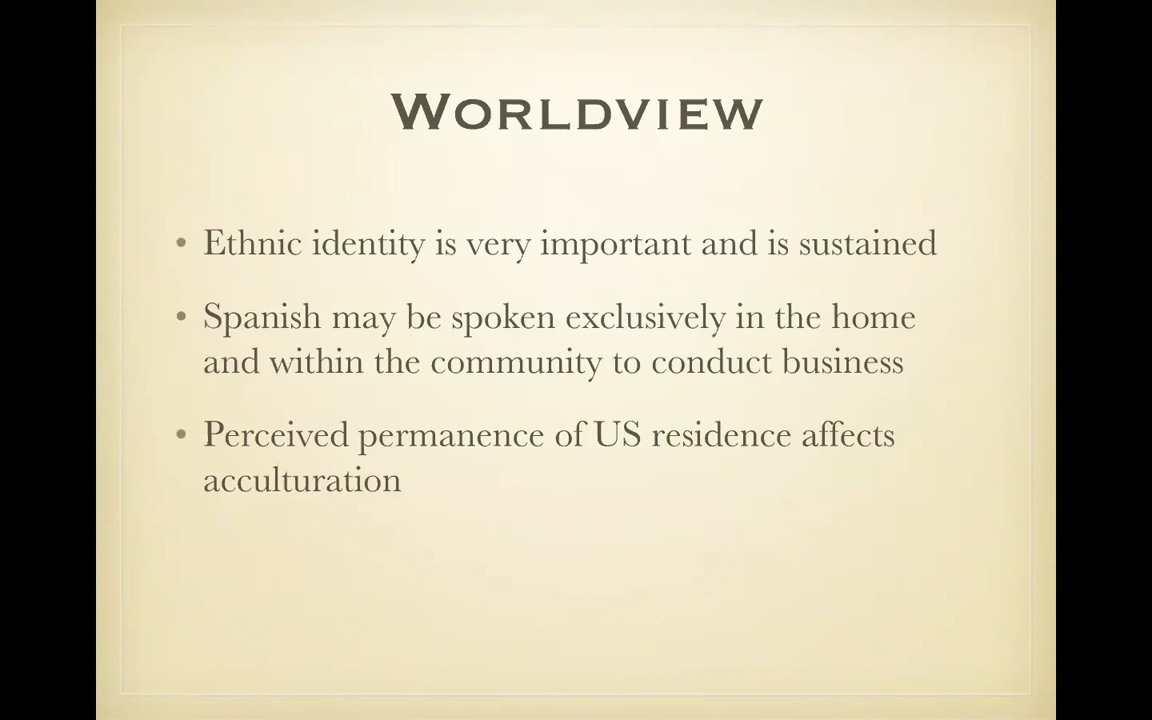 Worldview
• Ethnic identity is very important and is sustained
• Spanish may be spoken exclusively in the home
and within the community to conduct business
• Perceived permanence of US residence affects
acculturation